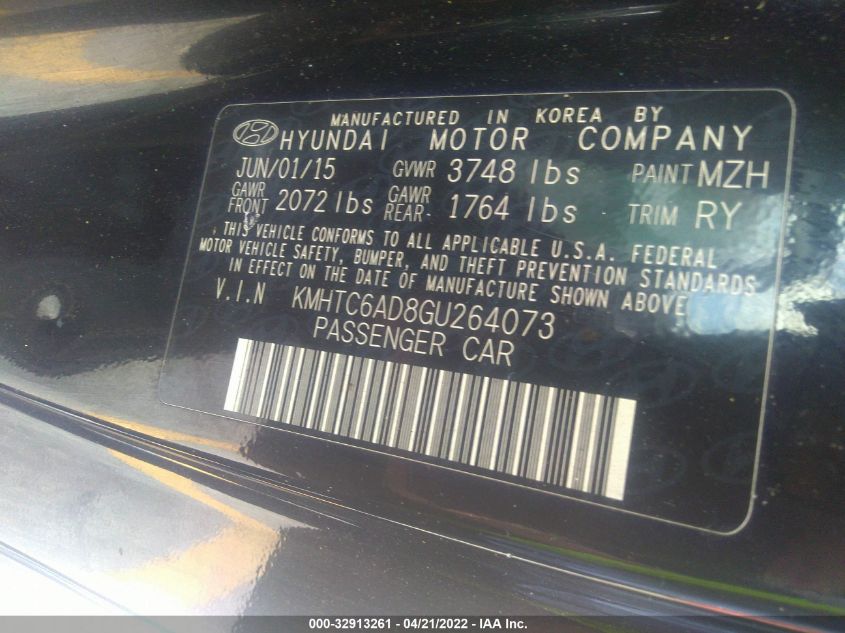 MANUFACTURED IN KOREA BY
HYUNDAI MOTOR COMPANY
JUN/01/15 GVWR 3748 lbs PAINT MZH
GAWR FRONT 2072 lbs GAWR REAR 1764 lbs TRIM RY
THIS VEHICLE CONFORMS TO ALL APPLICABLE U.S.A. FEDERAL
MOTOR VEHICLE SAFETY, BUMPER, AND THEFT PREVENTION STANDARDS
IN EFFECT ON THE DATE OF MANUFACTURE SHOWN ABOVE.
V.I.N KMHTC6AD8GU264073
PASSENGER CAR
000-32913261 - 04/21/2022 - IAA Inc.